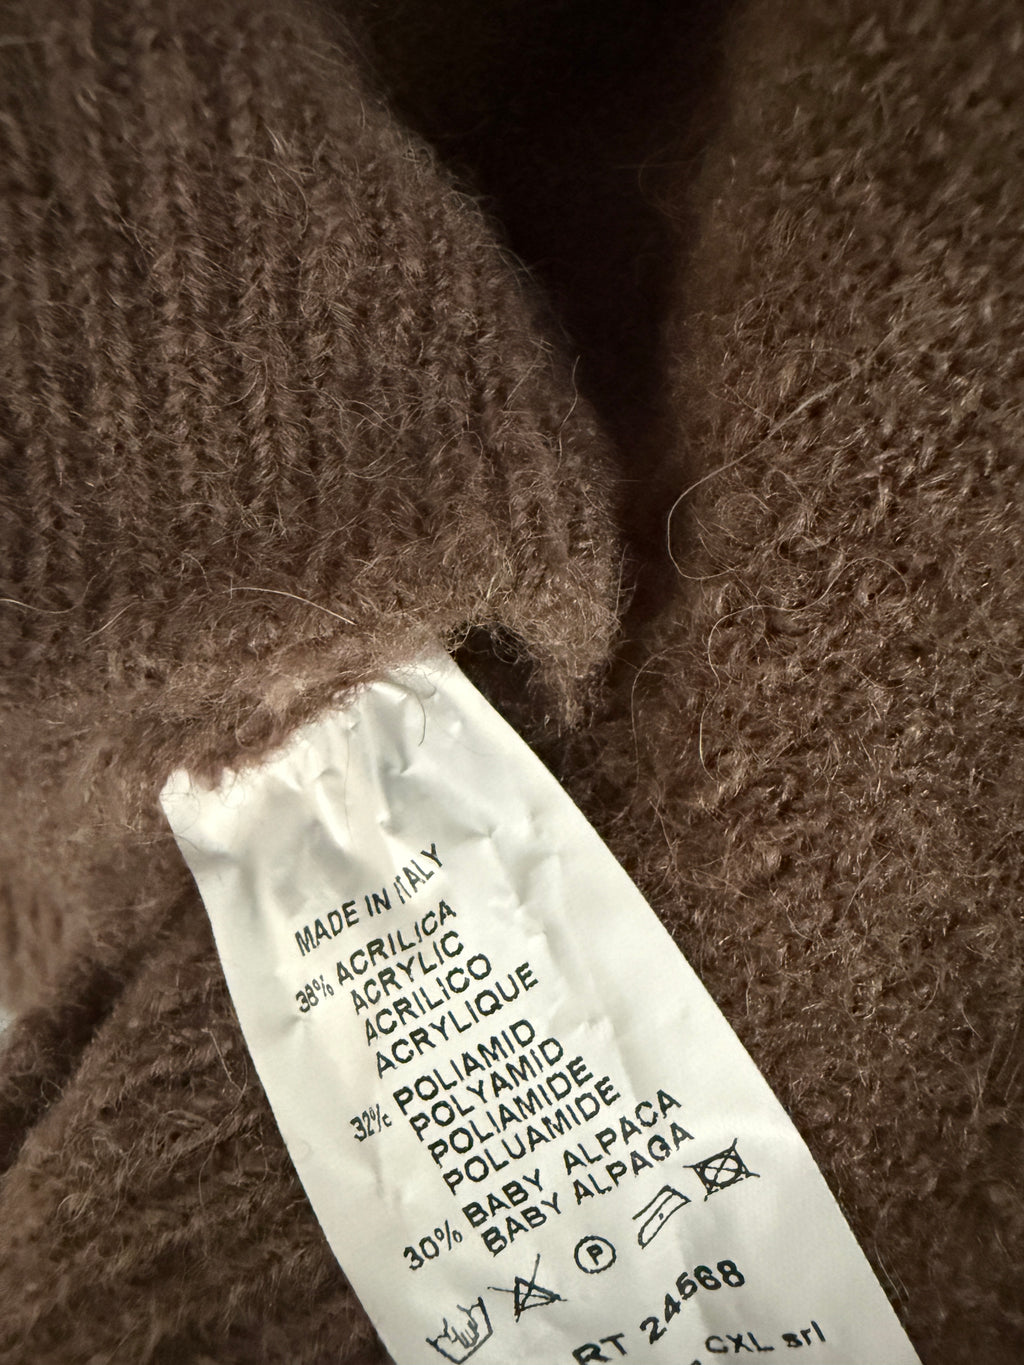 MADE IN ITALY
38% ACRILICA
ACRYLIC
ACRILICO
ACRYLIQUE
32% POLIAMID
POLYAMID
POLIAMIDE
POLUAMIDE
30% BABY ALPACA
BABY ALPAGA
P
RT 24568
CXL srl